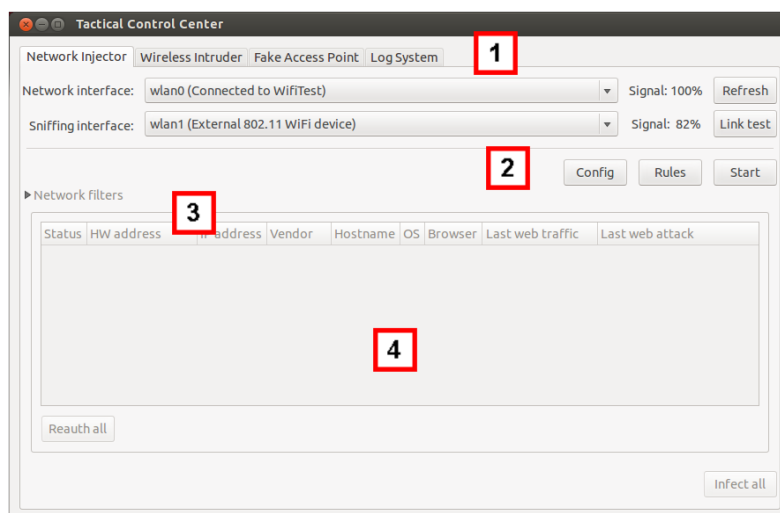 Tactical Control Center
Network Injector Wireless Intruder Fake Access Point Log System
1
Network interface: wlan0 (Connected to WifiTest) Signal: 100% Refresh
Sniffing interface: wlan1 (External 802.11 WiFi device) Signal: 82% Link test
2
Config Rules Start
Network filters
3
Status HW address address Vendor Hostname OS Browser Last web traffic Last web attack
4
Reauth all
Infect all